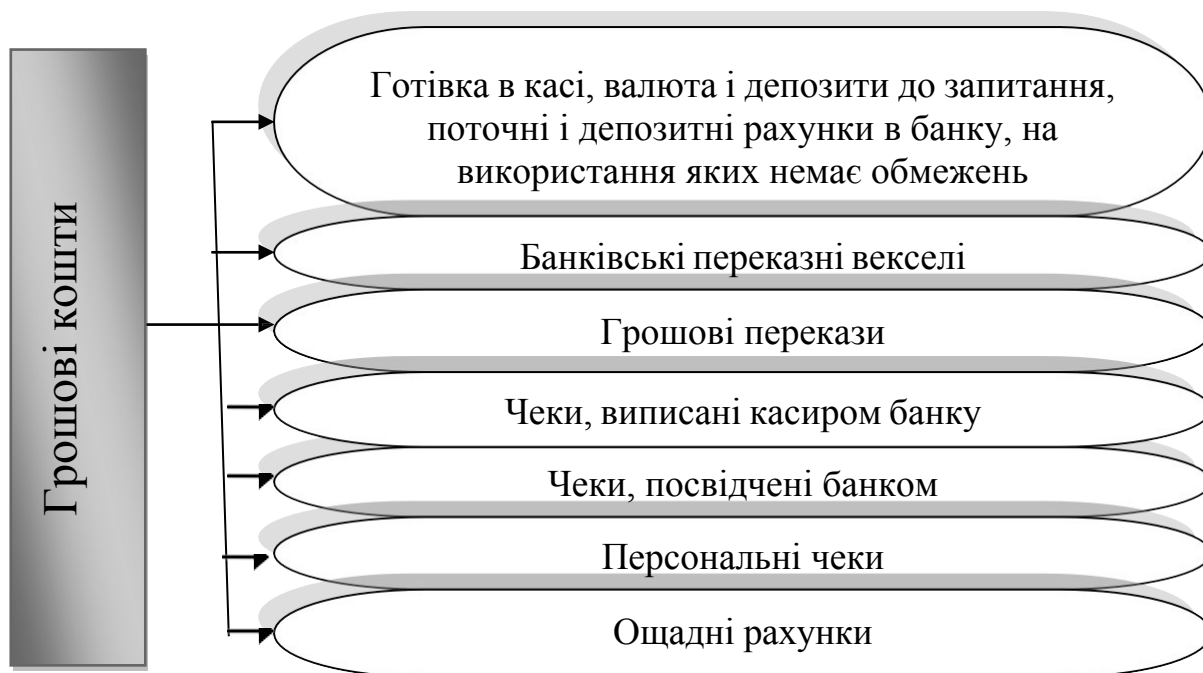 Грошові кошти
Готівка в касі, валюта і депозити до запитання,
поточні і депозитні рахунки в банку, на
використання яких немає обмежень
Банківські переказні векселі
Грошові перекази
Чеки, виписані касиром банку
Чеки, посвідчені банком
Персональні чеки
Ощадні рахунки